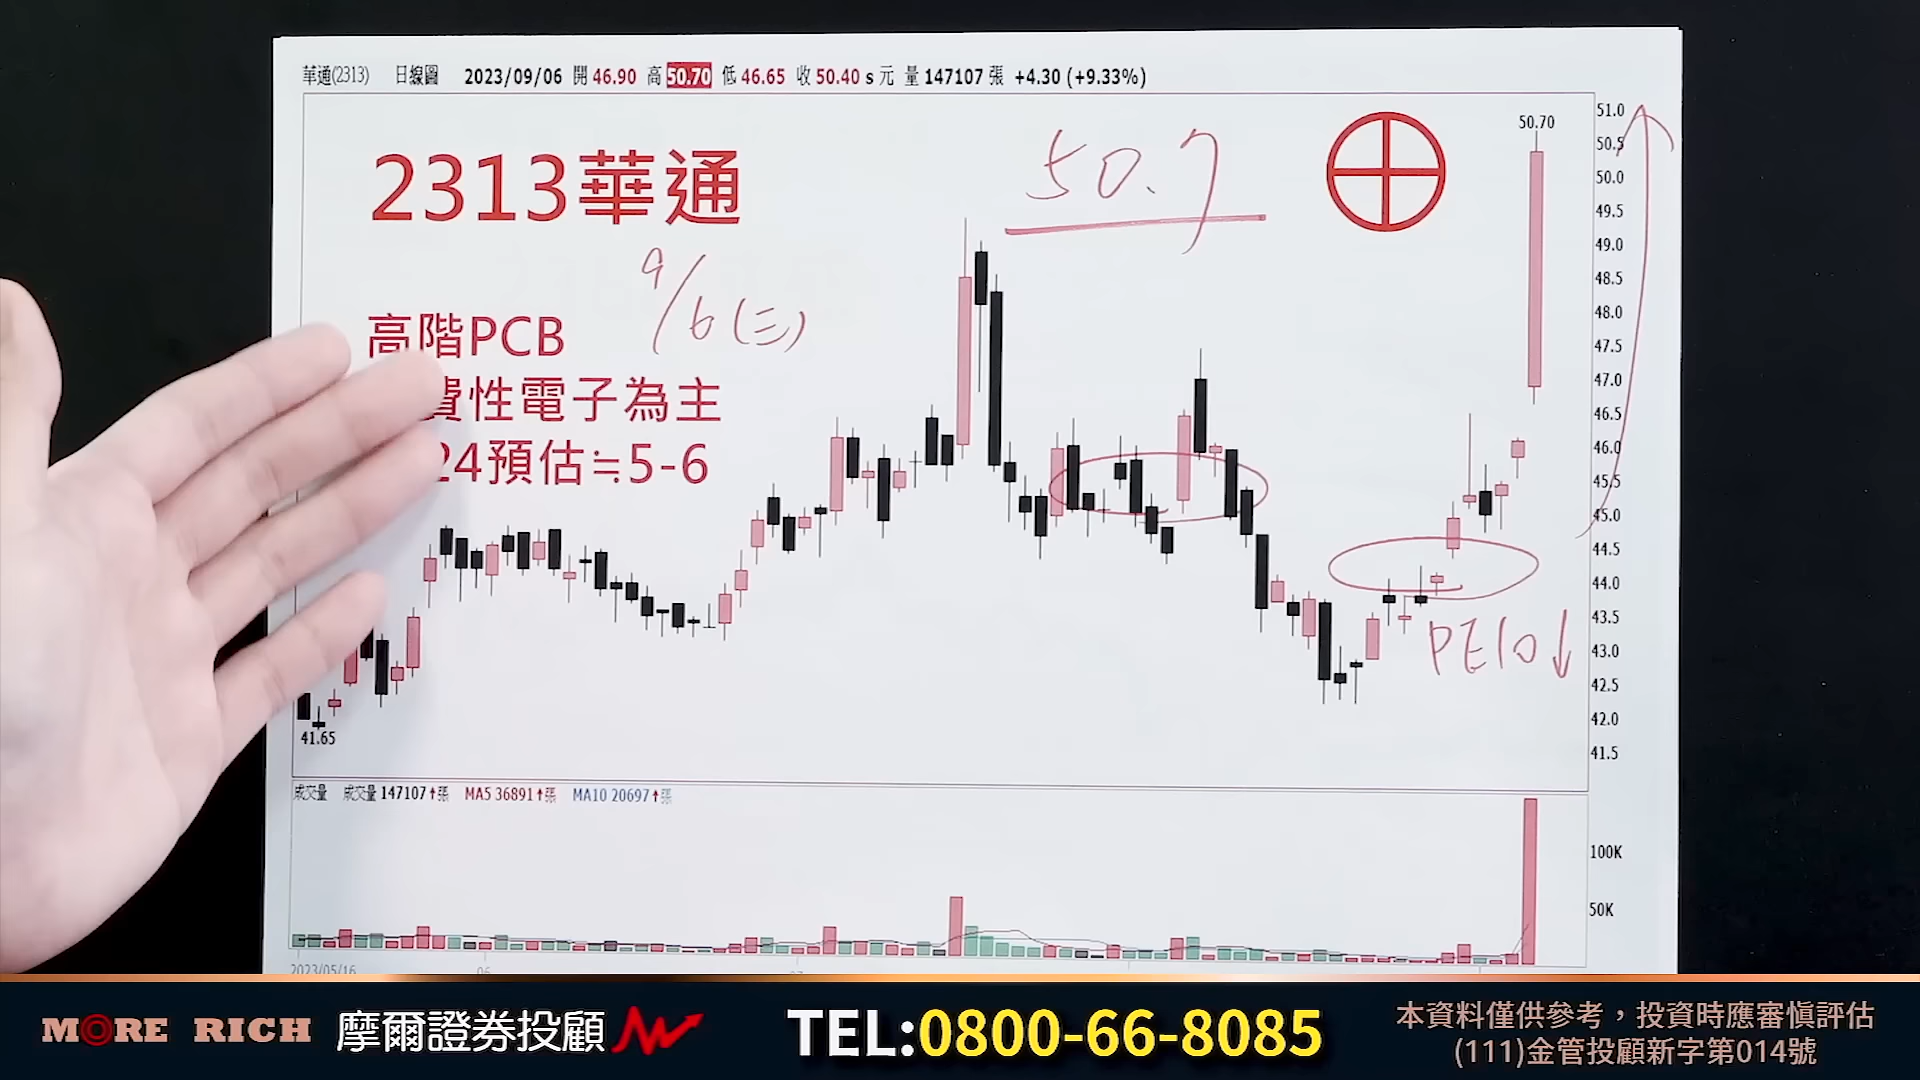 華通(2313) 日線圖 2023/09/06 開 46.90 高 50.70 低 46.65 收 50.40 s 元 量 147107 張 +4.30 (+9.33%)
2313華通
50.7
9/6(三)
高階PCB
費性電子為主
24預估≒5-6
PE10↓
50.70
41.65
51.0
50.5
50.0
49.5
49.0
48.5
48.0
47.5
47.0
46.5
46.0
45.5
45.0
44.5
44.0
43.5
43.0
42.5
42.0
41.5
成交量 成交量 147107↑張 MA5 36891↑張 MA10 20697↑張
100K
50K
2023/05/16
MORE RICH 摩爾證券投顧
TEL:0800-66-8085
本資料僅供參考，投資時應審慎評估
(111)金管投顧新字第014號